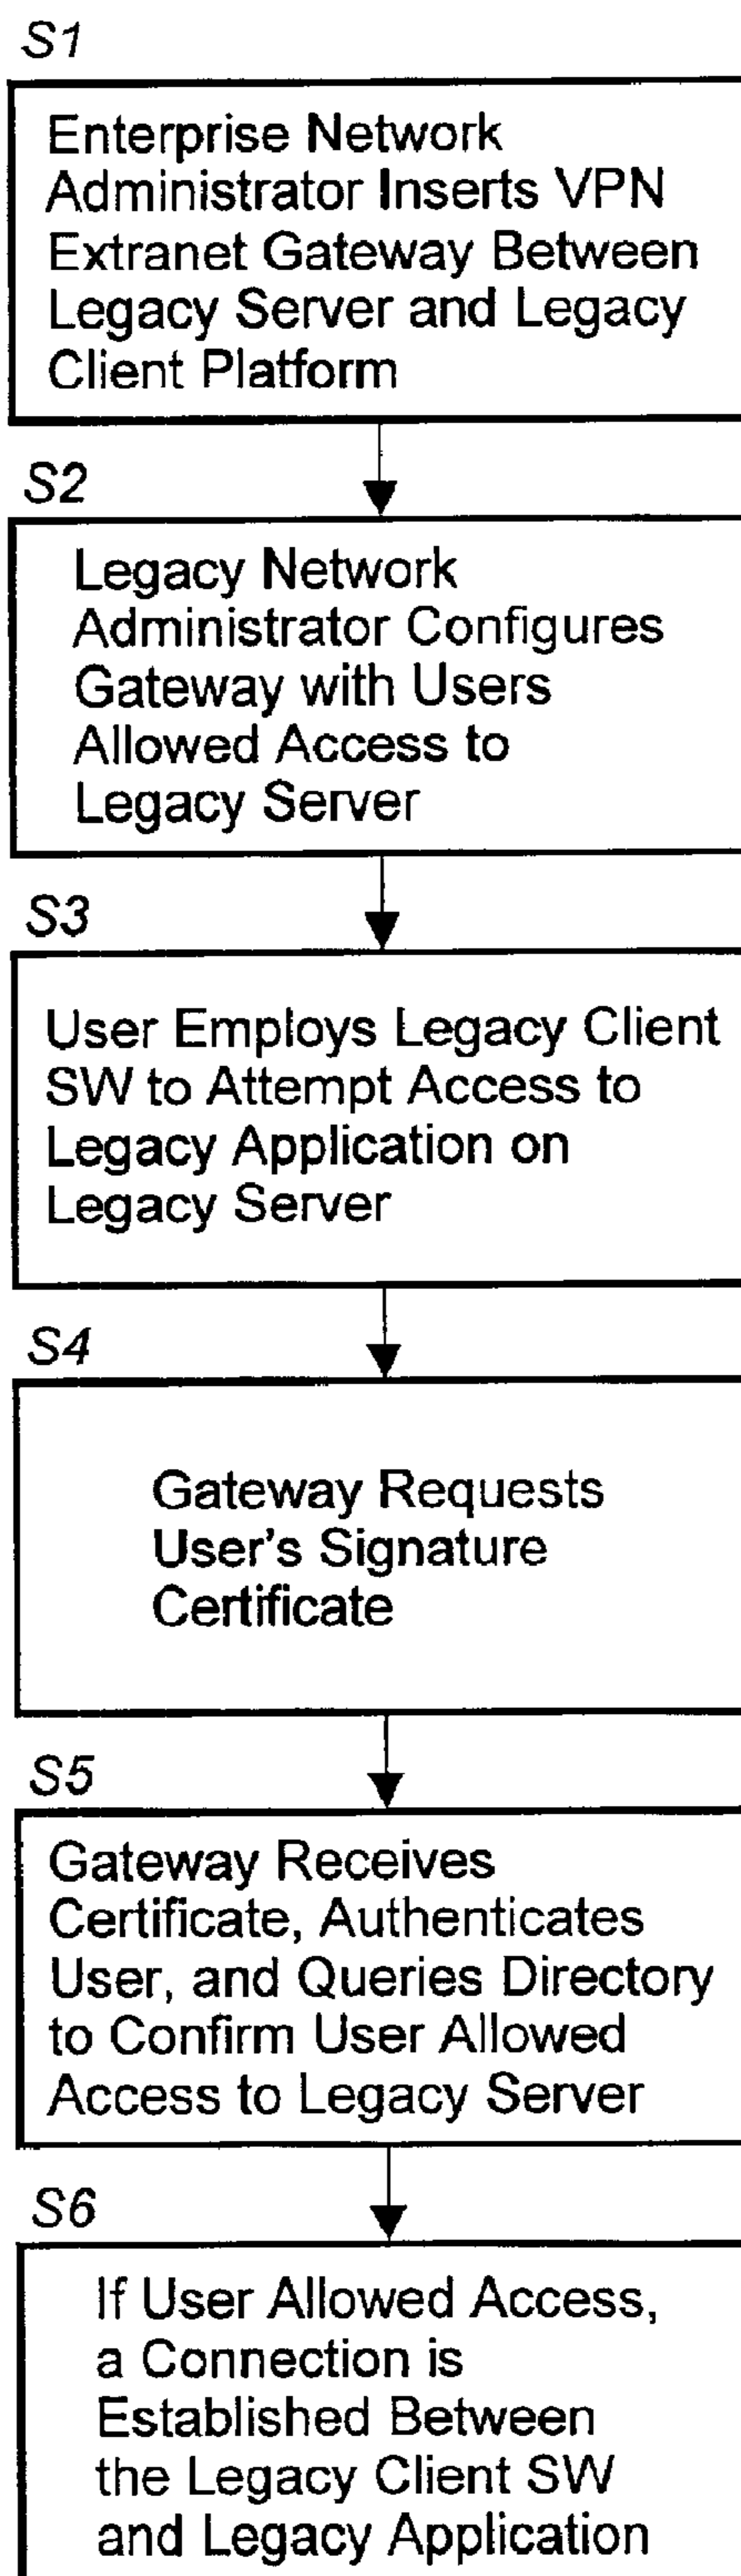 S1
Enterprise Network
Administrator Inserts VPN
Extranet Gateway Between
Legacy Server and Legacy
Client Platform
S2
Legacy Network
Administrator Configures
Gateway with Users
Allowed Access to
Legacy Server
S3
User Employs Legacy Client
SW to Attempt Access to
Legacy Application on
Legacy Server
S4
Gateway Requests
User's Signature
Certificate
S5
Gateway Receives
Certificate, Authenticates
User, and Queries Directory
to Confirm User Allowed
Access to Legacy Server
S6
If User Allowed Access,
a Connection is
Established Between
the Legacy Client SW
and Legacy Application